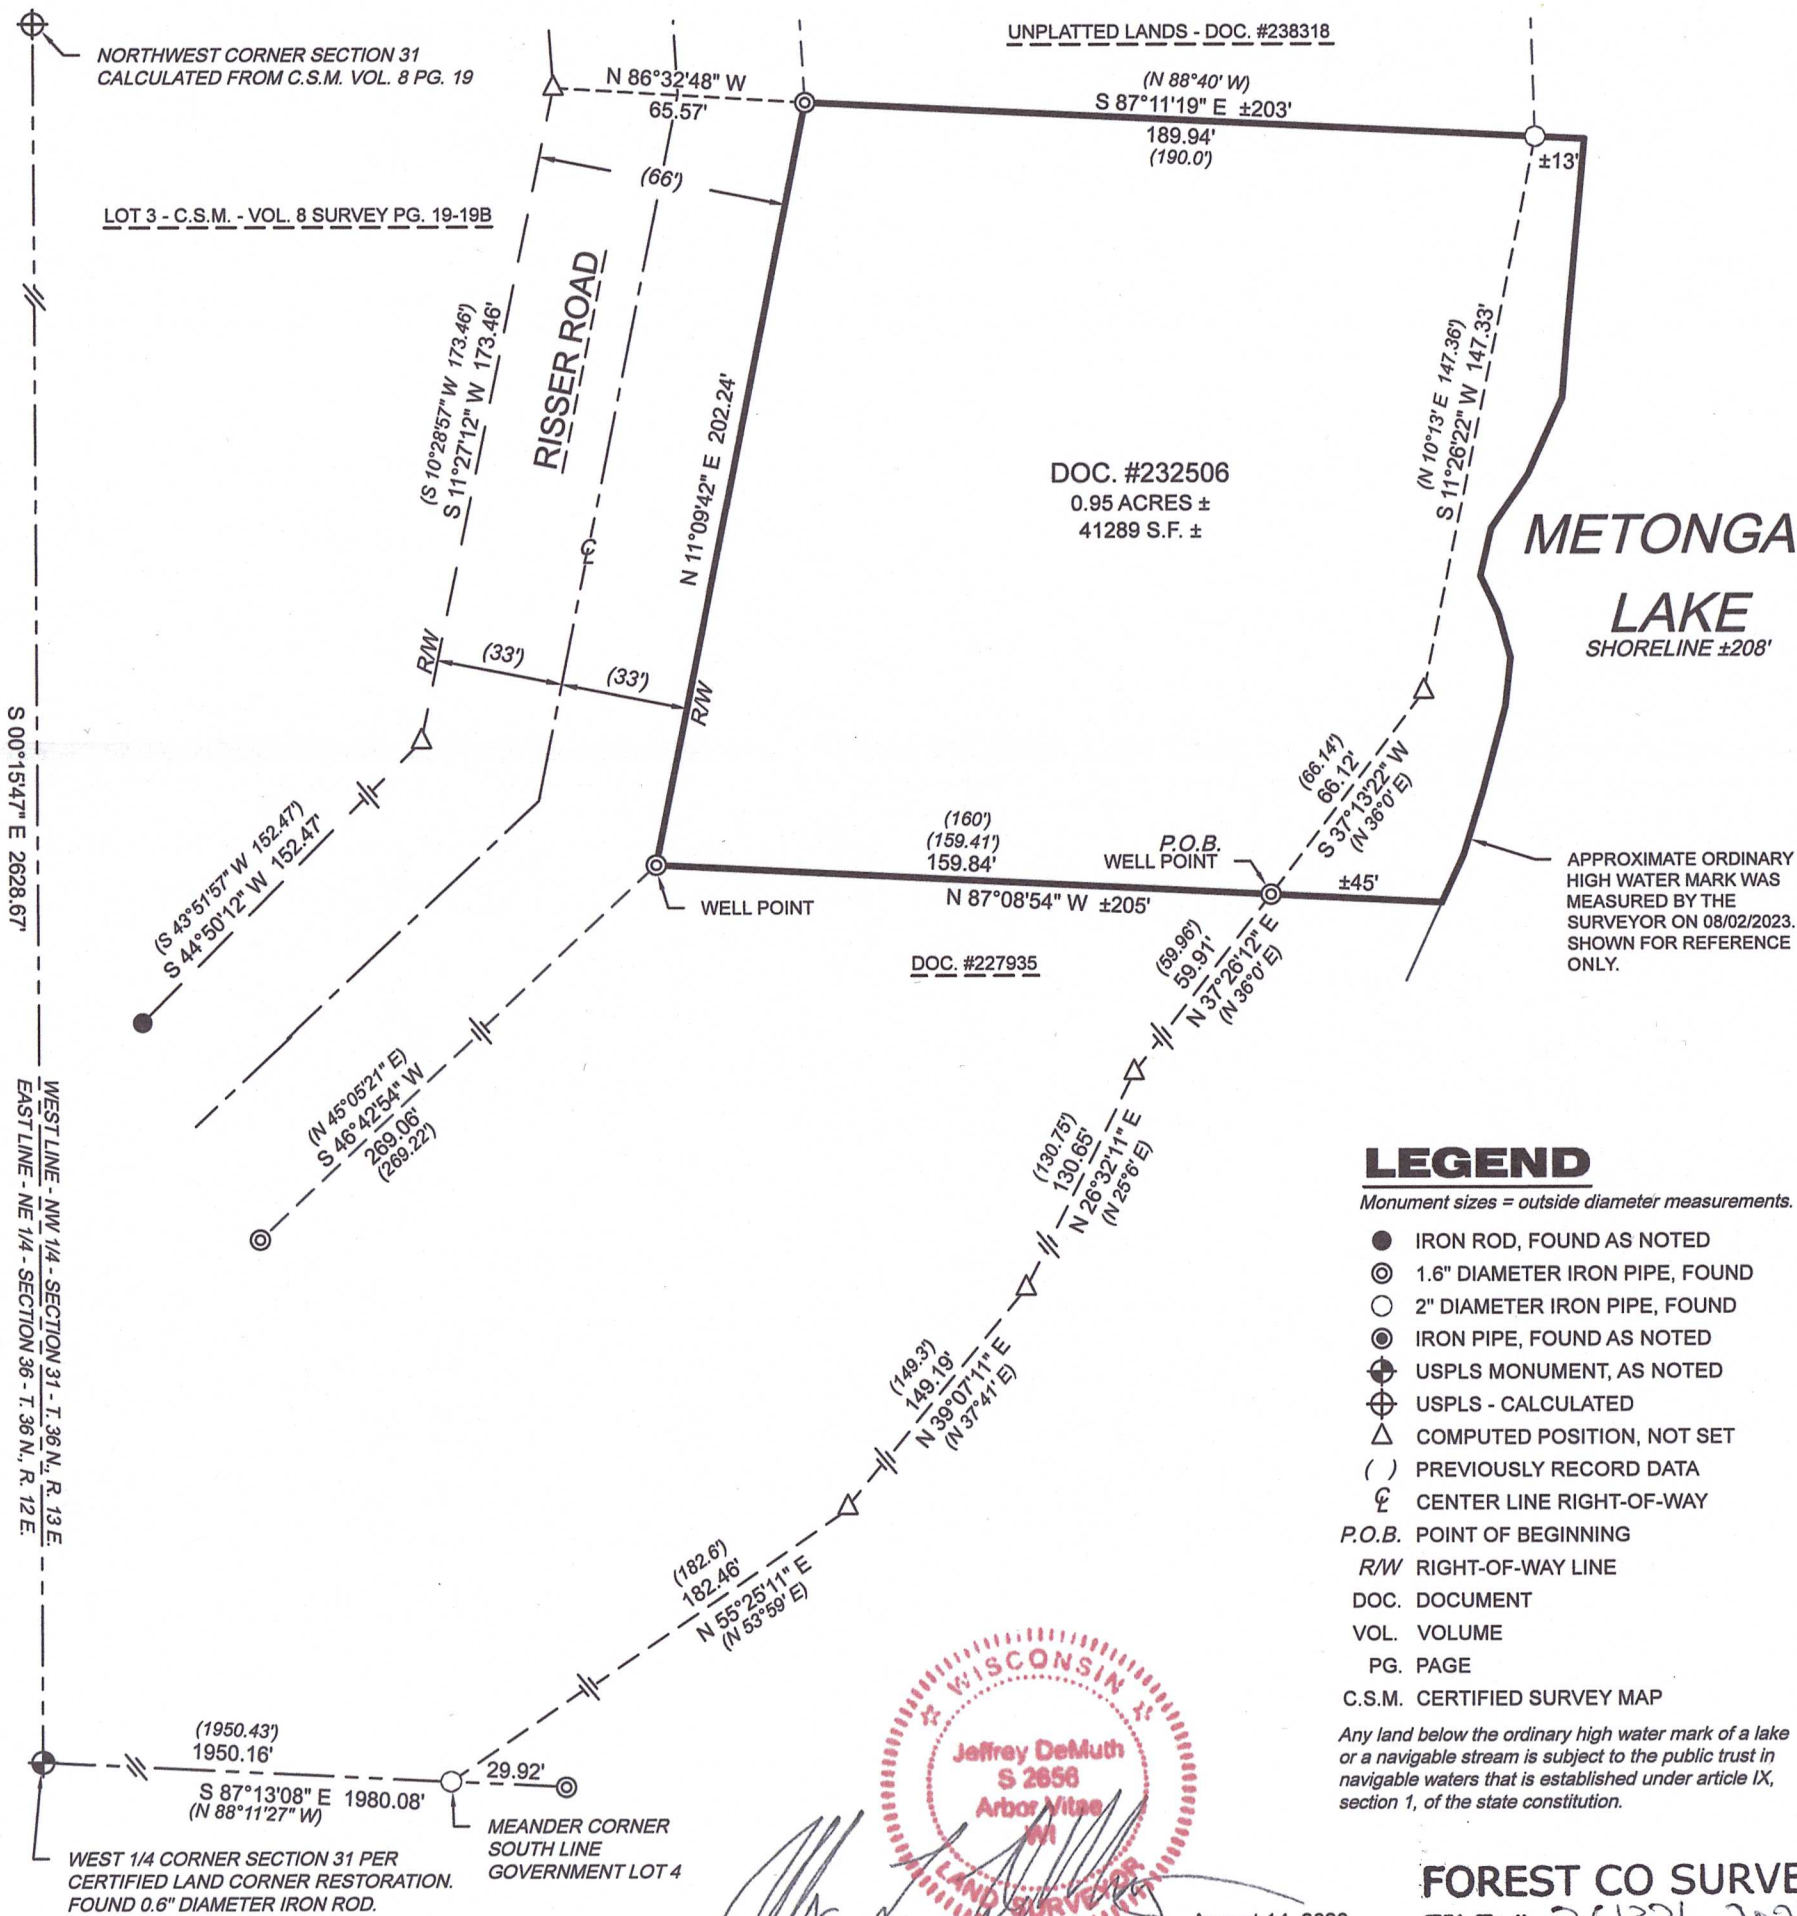 NORTHWEST CORNER SECTION 31
CALCULATED FROM C.S.M. VOL. 8 PG. 19
UNPLATTED LANDS - DOC. #238318
N 86°32'48" W
65.57'
(N 88°40' W)
S 87°11'19" E ±203'
189.94'
(190.0')
±13'
(66')
LOT 3 - C.S.M. - VOL. 8 SURVEY PG. 19-19B
RISSER ROAD
(S 10°28'57" W 173.46')
S 11°27'12" W 173.46'
N 11°09'42" E 202.24'
(N 10°13' E 147.36')
S 11°26'22" W 147.33'
DOC. #232506
0.95 ACRES ±
41289 S.F. ±
METONGA
LAKE
SHORELINE ±208'
℄
R/W
(33')
(33')
R/W
S 00°15'47" E 2628.67'
(S 43°51'57" W 152.47')
S 44°50'12" W 152.47'
(66.14')
66.12'
S 37°13'22" W
(N 36°0' E)
(160')
(159.41')
159.84'
N 87°08'54" W ±205'
P.O.B.
WELL POINT
±45'
WELL POINT
APPROXIMATE ORDINARY
HIGH WATER MARK WAS
MEASURED BY THE
SURVEYOR ON 08/02/2023.
SHOWN FOR REFERENCE
ONLY.
DOC. #227935
(59.96')
59.91'
N 37°26'12" E
(N 36°0' E)
(N 45°05'21" E)
S 46°42'54" W
269.06'
(269.22')
(130.75')
130.65'
N 26°32'11" E
(N 25°6' E)
WEST LINE - NW 1/4 - SECTION 31 - T. 36 N., R. 13 E.
EAST LINE - NE 1/4 - SECTION 36 - T. 36 N., R. 12 E.
(149.3')
149.19'
N 39°07'11" E
(N 37°41' E)
(182.6')
182.46'
N 55°25'11" E
(N 53°59' E)
(1950.43')
1950.16'
S 87°13'08" E 1980.08'
(N 88°11'27" W)
29.92'
MEANDER CORNER
SOUTH LINE
GOVERNMENT LOT 4
WEST 1/4 CORNER SECTION 31 PER
CERTIFIED LAND CORNER RESTORATION.
FOUND 0.6" DIAMETER IRON ROD.
LEGEND
Monument sizes = outside diameter measurements.
IRON ROD, FOUND AS NOTED
1.6" DIAMETER IRON PIPE, FOUND
2" DIAMETER IRON PIPE, FOUND
IRON PIPE, FOUND AS NOTED
USPLS MONUMENT, AS NOTED
USPLS - CALCULATED
COMPUTED POSITION, NOT SET
( ) PREVIOUSLY RECORD DATA
℄ CENTER LINE RIGHT-OF-WAY
P.O.B. POINT OF BEGINNING
R/W RIGHT-OF-WAY LINE
DOC. DOCUMENT
VOL. VOLUME
PG. PAGE
C.S.M. CERTIFIED SURVEY MAP
Any land below the ordinary high water mark of a lake
or a navigable stream is subject to the public trust in
navigable waters that is established under article IX,
section 1, of the state constitution.
WISCONSIN
Jeffrey DeMuth
S 2656
Arbor Vitae
WI
LAND SURVEYOR
FOREST CO SURVE